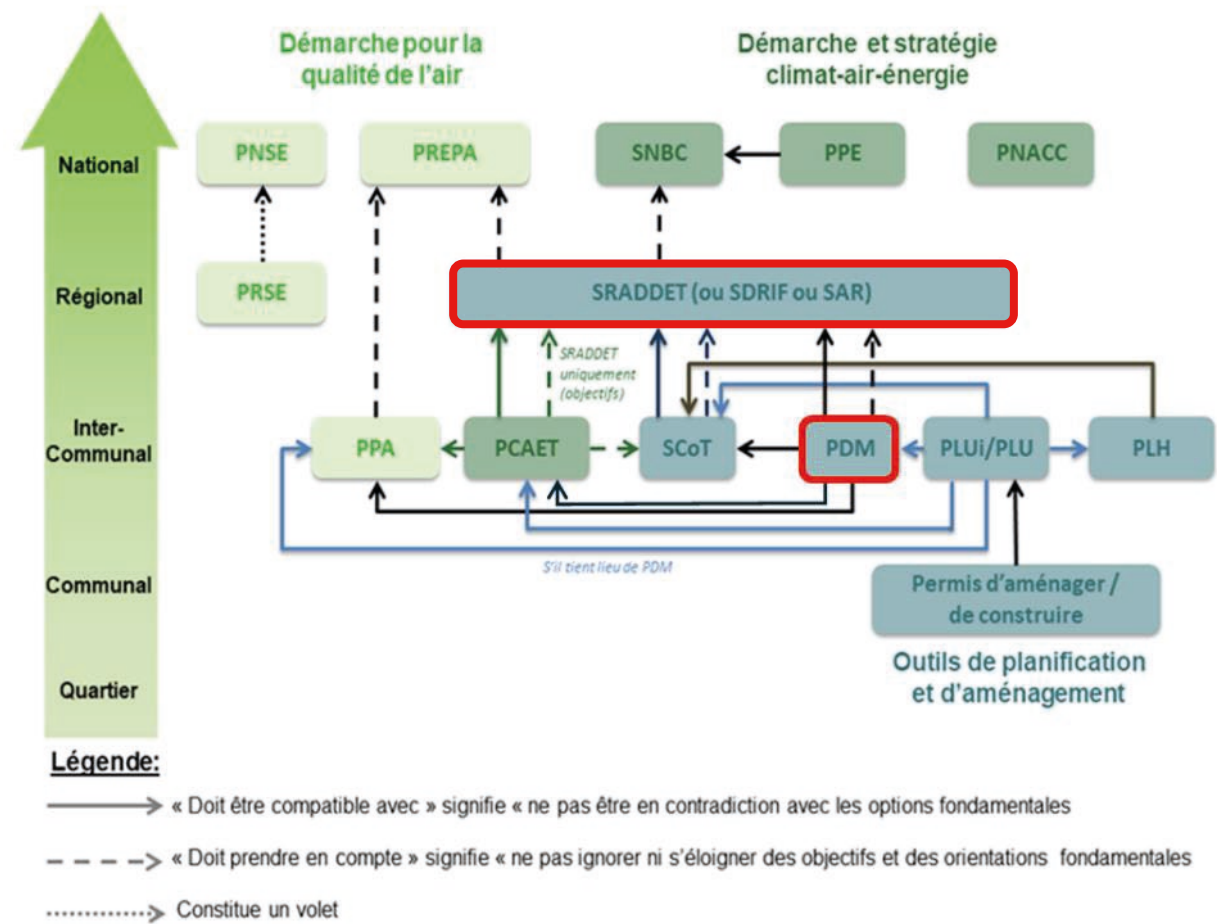 Démarche pour la
qualité de l'air
Démarche et stratégie
climat-air-énergie
National
PNSE
PREPA
SNBC
PPE
PNACC
Régional
PRSE
SRADDET (ou SDRIF ou SAR)
SRADDET
uniquement
(objectifs)
Inter-
Communal
PPA
PCAET
SCoT
PDM
PLUi/PLU
PLH
S'il tient lieu de PDM
Communal
Permis d'aménager /
de construire
Quartier
Outils de planification
et d'aménagement
Légende:
« Doit être compatible avec » signifie « ne pas être en contradiction avec les options fondamentales
« Doit prendre en compte » signifie « ne pas ignorer ni s'éloigner des objectifs et des orientations fondamentales
Constitue un volet